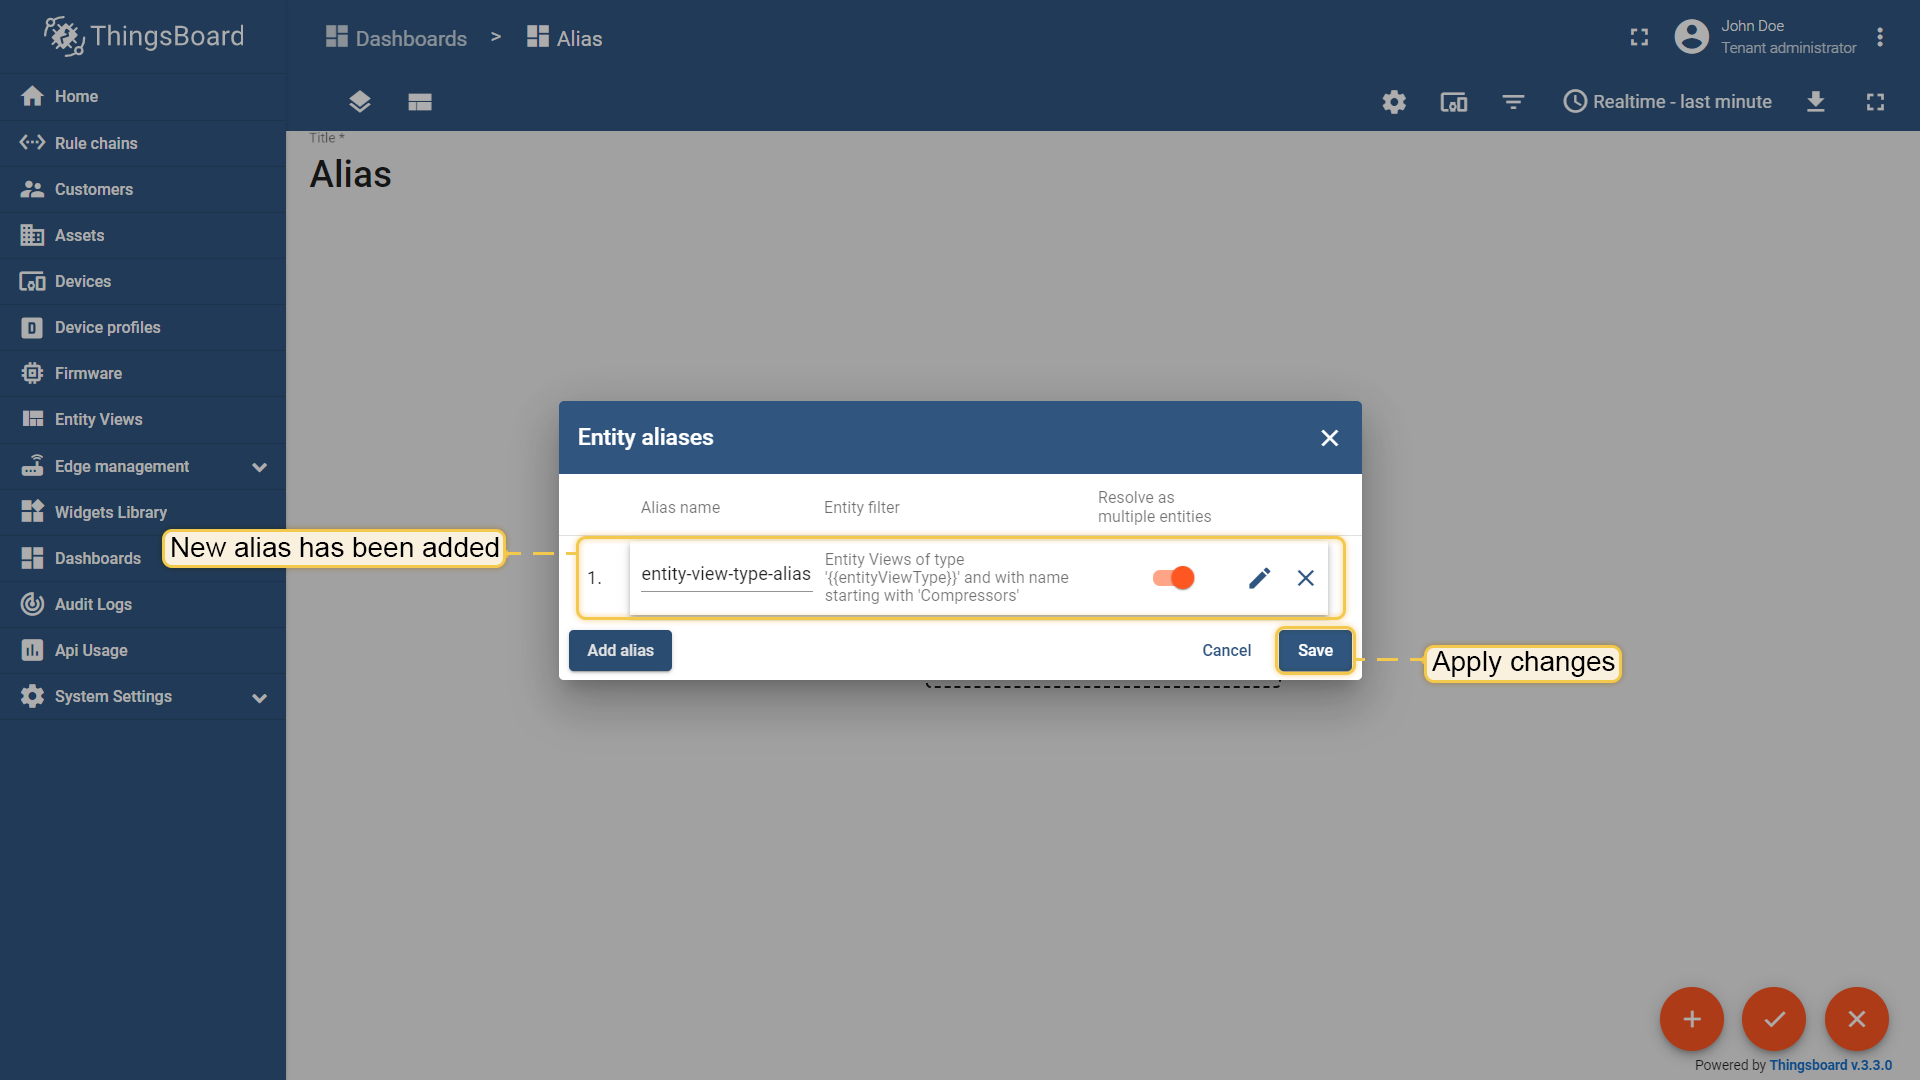 ThingsBoard
Dashboards > Alias
John Doe
Tenant administrator
Home
Rule chains
Customers
Assets
Devices
Device profiles
Firmware
Entity Views
Edge management
Widgets Library
Dashboards
Audit Logs
Api Usage
System Settings
Realtime - last minute
Title *
Alias
Entity aliases
Alias name
Entity filter
Resolve as
multiple entities
New alias has been added
1.
entity-view-type-alias
Entity Views of type
'{{entityViewType}}' and with name
starting with 'Compressors'
Add alias
Cancel
Save
Apply changes
Powered by Thingsboard v.3.3.0